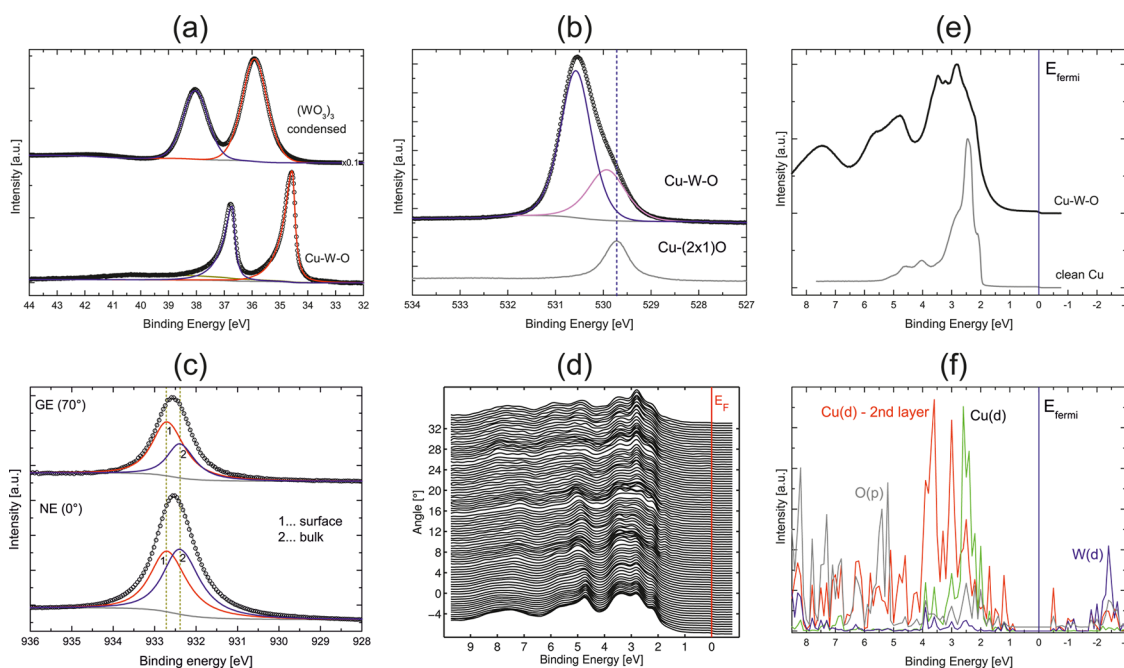 (a)
(WO3)3
condensed
x0.1
Cu-W-O
Intensity [a.u.]
44 43 42 41 40 39 38 37 36 35 34 33 32
Binding Energy [eV]
(b)
Cu-W-O
Cu-(2x1)O
Intensity [a.u.]
534 533 532 531 530 529 528 527
Binding Energy [eV]
(e)
Efermi
Cu-W-O
clean Cu
Intensity [a.u.]
9 8 7 6 5 4 3 2 1 0 -1 -2 -3
Binding Energy [eV]
(c)
GE (70°)
1
2
NE (0°)
1
2
1... surface
2... bulk
Intensity [a.u.]
936 935 934 933 932 931 930 929 928
Binding energy [eV]
(d)
EF
32
28
24
20
16
12
8
4
0
−4
Angle [°]
9 8 7 6 5 4 3 2 1 0
Binding Energy [eV]
(f)
Cu(d) - 2nd layer
Cu(d)
Efermi
O(p)
W(d)
Intensity [a.u.]
8 7 6 5 4 3 2 1 0 -1 -2 -3
Binding Energy [eV]